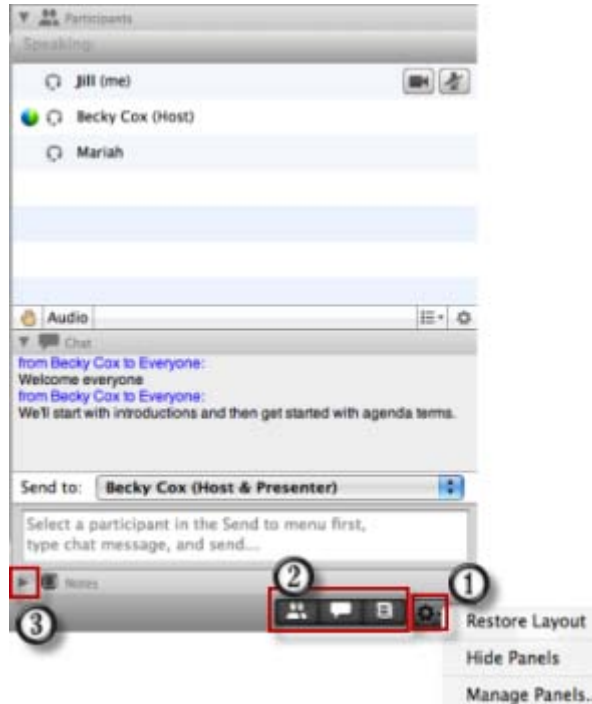 Participants
Speaking:
Jill (me)
Becky Cox (Host)
Mariah
Audio
Chat
from Becky Cox to Everyone:
Welcome everyone
from Becky Cox to Everyone:
We'll start with introductions and then get started with agenda terms.
Send to: Becky Cox (Host & Presenter)
Select a participant in the Send to menu first,
type chat message, and send...
Notes
2
1
3
Restore Layout
Hide Panels
Manage Panels..